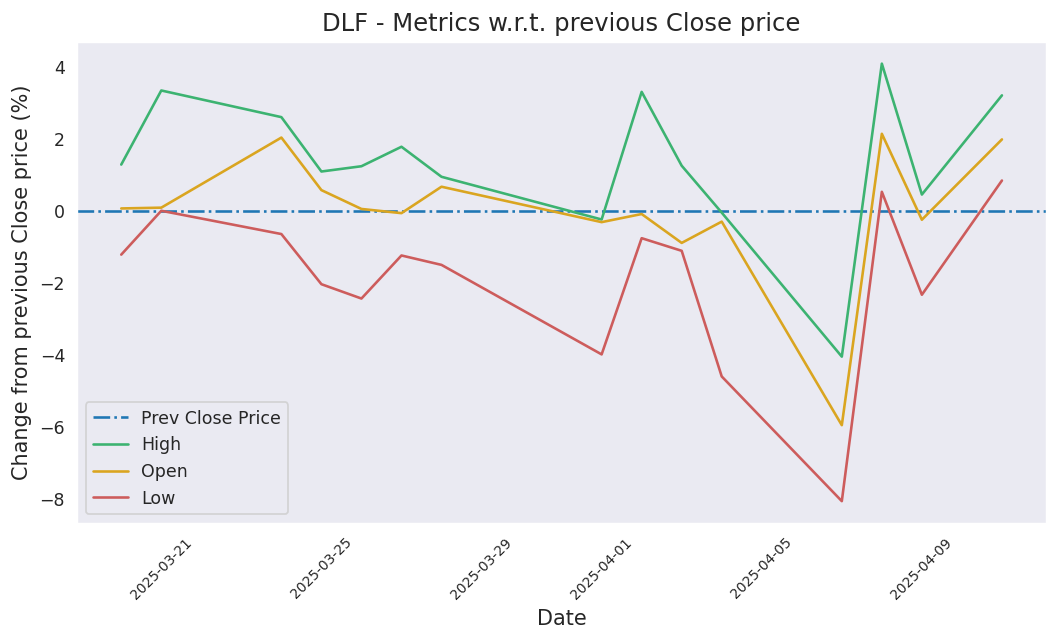 DLF - Metrics w.r.t. previous Close price
Change from previous Close price (%)
4
2
0
−2
−4
−6
−8
Prev Close Price
High
Open
Low
2025-03-21
2025-03-25
2025-03-29
2025-04-01
2025-04-05
2025-04-09
Date